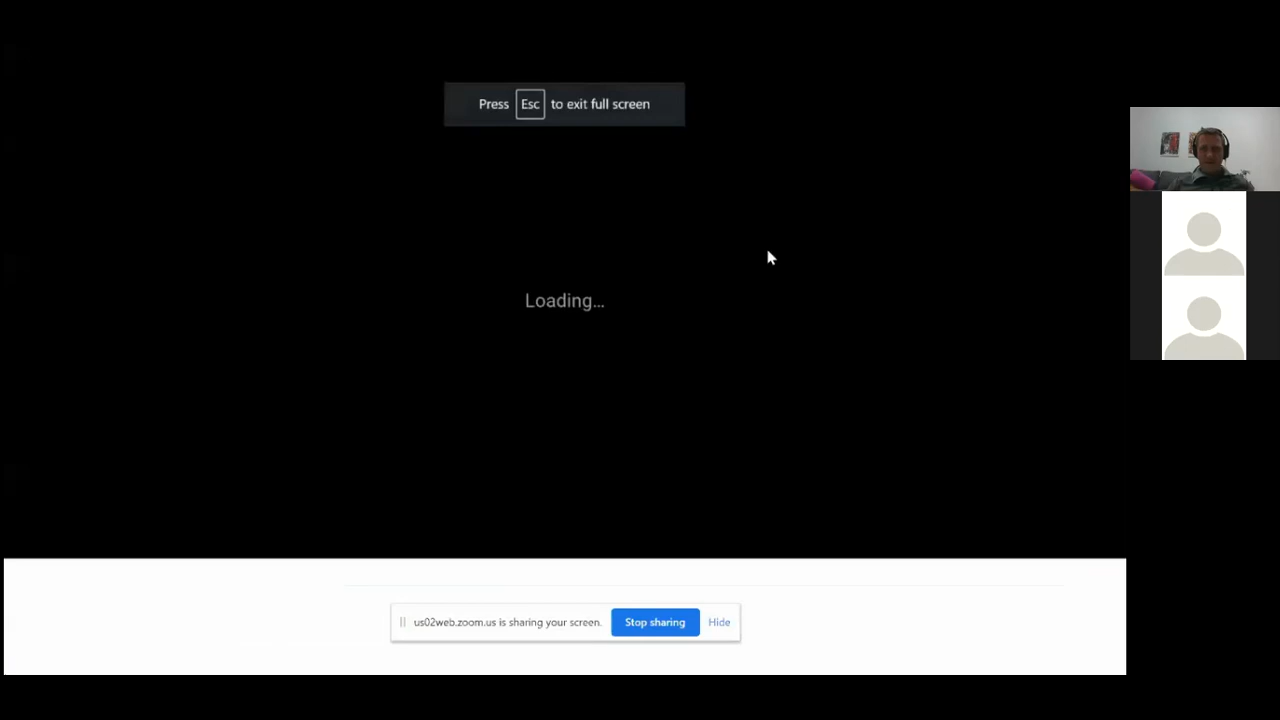 Press Esc to exit full screen
Loading...
us02web.zoom.us is sharing your screen. Stop sharing Hide